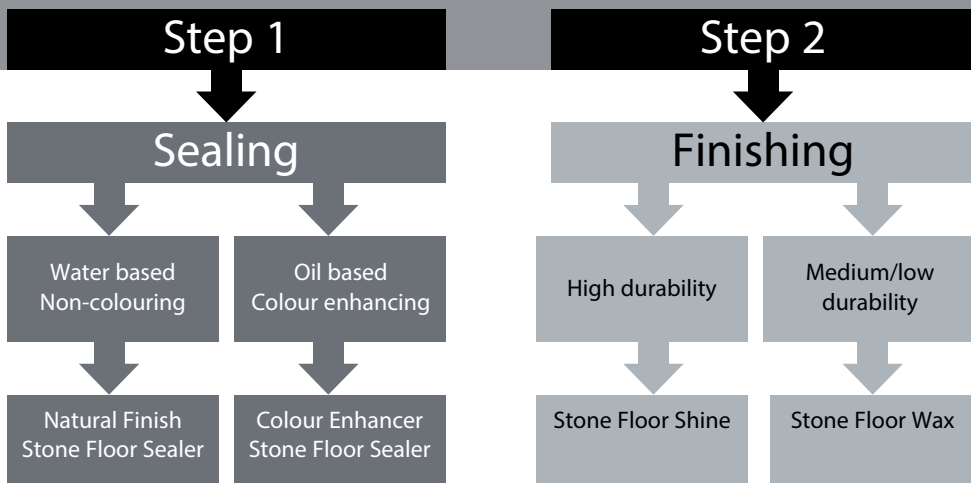 Step 1
Sealing
Water based
Non-colouring
Oil based
Colour enhancing
Natural Finish
Stone Floor Sealer
Colour Enhancer
Stone Floor Sealer
Step 2
Finishing
High durability
Medium/low
durability
Stone Floor Shine
Stone Floor Wax